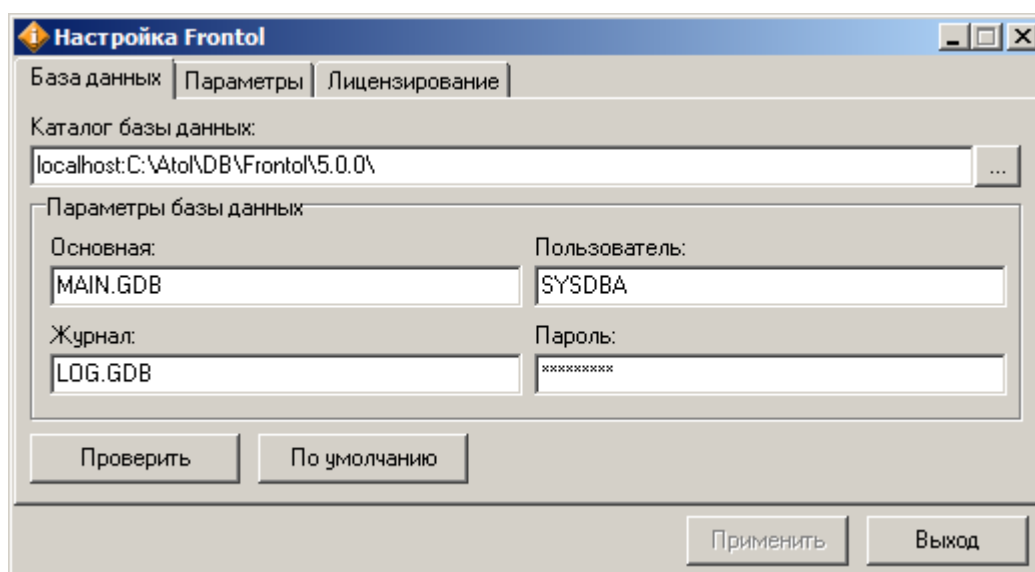 Настройка Frontol
База данных Параметры Лицензирование
Каталог базы данных:
localhost:C:\Atol\DB\Frontol\5.0.0\ ...
Параметры базы данных
Основная: Пользователь:
MAIN.GDB SYSDBA
Журнал: Пароль:
LOG.GDB *********
Проверить По умолчанию
Применить Выход